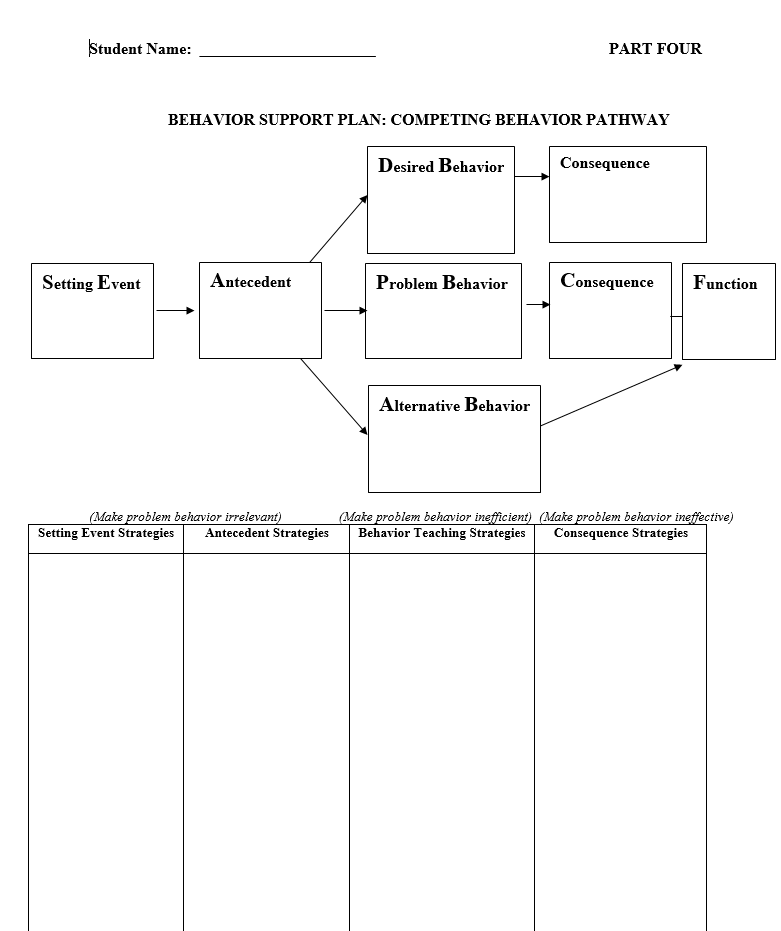 Student Name: ______________________ PART FOUR
BEHAVIOR SUPPORT PLAN: COMPETING BEHAVIOR PATHWAY
Desired Behavior
Consequence
Setting Event
Antecedent
Problem Behavior
Consequence
Function
Alternative Behavior
(Make problem behavior irrelevant) (Make problem behavior inefficient) (Make problem behavior ineffective)
Setting Event Strategies Antecedent Strategies Behavior Teaching Strategies Consequence Strategies